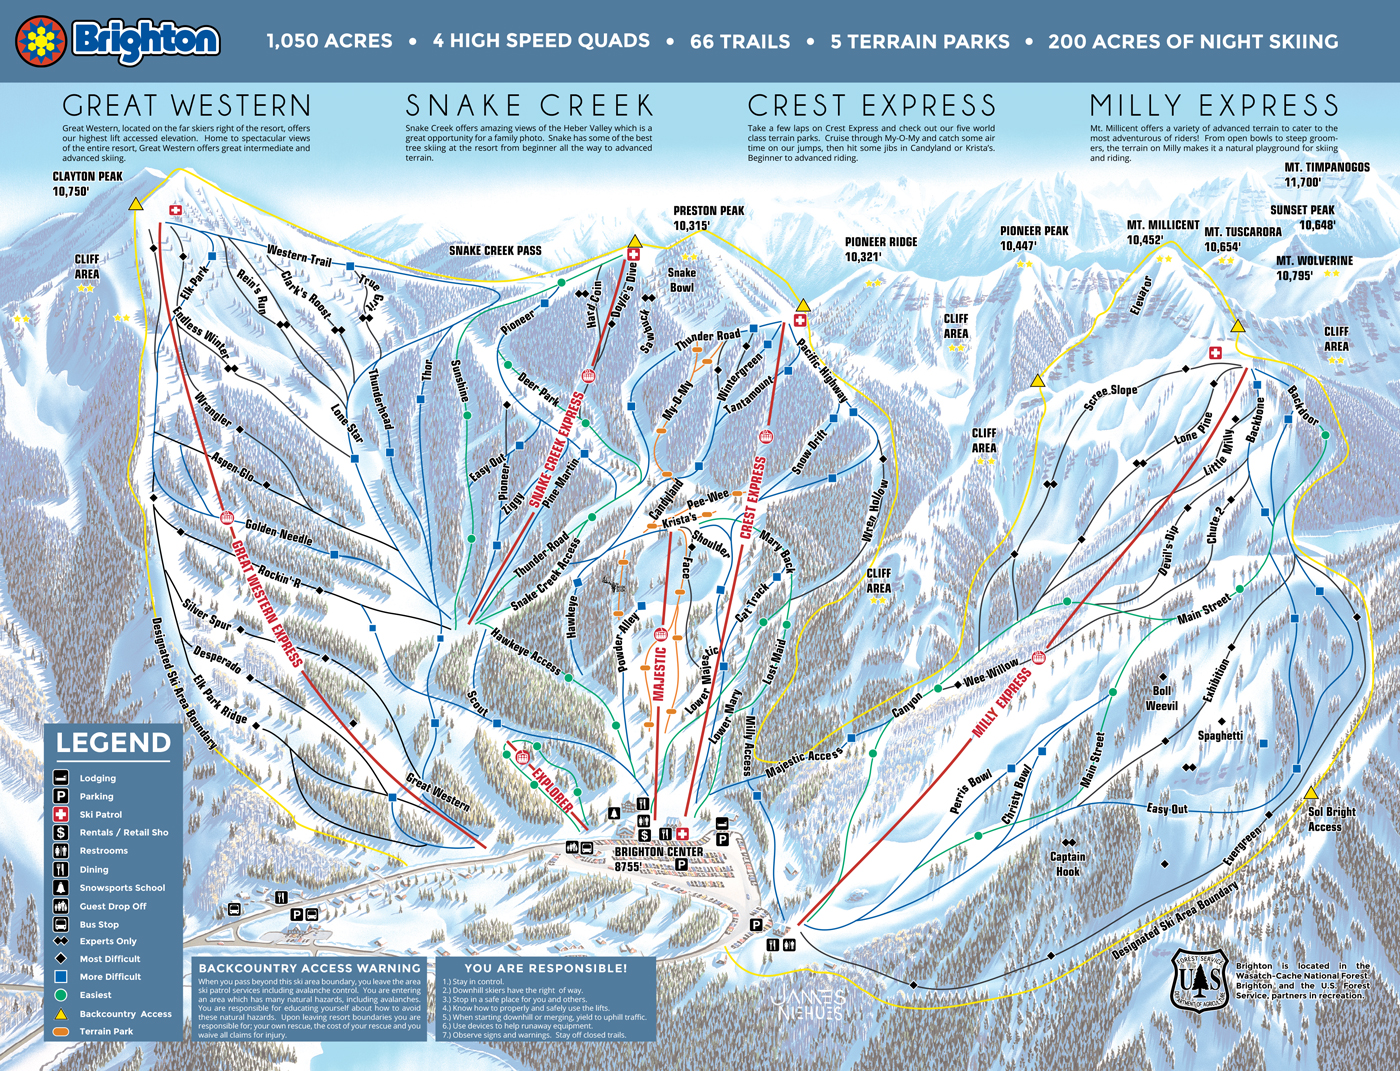 Brighton
1,050 ACRES • 4 HIGH SPEED QUADS • 66 TRAILS • 5 TERRAIN PARKS • 200 ACRES OF NIGHT SKIING
GREAT WESTERN
Great Western, located on the far skiers right of the resort, offers
our highest lift accessed elevation. Home to spectacular views
of the entire resort, Great Western offers great intermediate and
advanced skiing.
SNAKE CREEK
Snake Creek offers amazing views of the Heber Valley which is a
great opportunity for a family photo. Snake has some of the best
tree skiing at the resort from beginner all the way to advanced
terrain.
CREST EXPRESS
Take a few laps on Crest Express and check out our five world
class terrain parks. Cruise through My-O-My and catch some air
time on our jumps, then hit some jibs in Candyland or Krista's.
Beginner to advanced riding.
MILLY EXPRESS
Mt. Millicent offers a variety of advanced terrain to cater to the
most adventurous of riders! From open bowls to steep groom-
ers, the terrain on Milly makes it a natural playground for skiing
and riding.
CLAYTON PEAK
10,750'
SNAKE CREEK PASS
PRESTON PEAK
10,315'
PIONEER RIDGE
10,321'
PIONEER PEAK
10,447'
MT. MILLICENT
10,452'
MT. TUSCARORA
10,654'
MT. TIMPANOGOS
11,700'
SUNSET PEAK
10,648'
MT. WOLVERINE
10,795'
CLIFF
AREA
Snake
Bowl
CLIFF
AREA
CLIFF
AREA
CLIFF
AREA
CLIFF
AREA
Western-Trail
Elk-Park
Rein's Run
Clark's Roost
True Grit
Endless Winter
Wrangler
Aspen-Glo
Golden-Needle
Rockin'-R
Silver Spur
Desperado
Elk Park Ridge
Designated Ski Area Boundary
GREAT WESTERN EXPRESS
Great Western
Lone-Star
Thunderhead
Thor
Sunshine
Pioneer
Deer-Park
Easy-Out
Pioneer
Ziggy
SNAKE CREEK EXPRESS
Pine-Martin
Hard Coin
Doyle's Dive
Sawbuck
Thunder Road
My-O-My
Wintergreen
Tantamount
Pacific-Highway
Snow-Drift
Wren Hollow
Candyland
Pee-Wee
Krista's
CREST EXPRESS
Shoulder
Face
Mary Back
Cat Track
Lost-Maid
Thunder-Road
Snake Creek Access
Hawkeye
Hawkeye Access
Scout
Powder-Alley
MAJESTIC
Lower Majestic
Lower Mary
Milly Access
Majestic-Access
EXPLORER
BRIGHTON CENTER
8755'
Elevator
Scree Slope
Lone Pine
Little Milly
Backbone
Backdoor
Devil's-Dip
Chute-2
Main Street
Wee-Willow
Canyon
MILLY EXPRESS
Boll
Weevil
Exhibition
Spaghetti
Main Street
Perris Bowl
Christy Bowl
Easy-Out
Captain
Hook
Evergreen
Sol Bright
Access
Designated Ski Area Boundary
LEGEND
Lodging
P Parking
Ski Patrol
$ Rentals / Retail Sho
Restrooms
Dining
Snowsports School
Guest Drop Off
Bus Stop
Experts Only
Most Difficult
More Difficult
Easiest
Backcountry Access
Terrain Park
BACKCOUNTRY ACCESS WARNING
When you pass beyond this ski area boundary, you leave the area
ski patrol services including avalanche control. You are entering
an area which has many natural hazards, including avalanches.
You are responsible for educating yourself about how to avoid
these natural hazards. Upon leaving resort boundaries you are
responsible for; your own rescue, the cost of your rescue and you
waive all claims for injury.
YOU ARE RESPONSIBLE!
1.) Stay in control.
2.) Downhill skiers have the right of way.
3.) Stop in a safe place for you and others.
4.) Know how to properly and safely use the lifts.
5.) When starting downhill or merging, yield to uphill traffic.
6.) Use devices to help runaway equipment.
7.) Observe signs and warnings. Stay off closed trails.
JAMES
NIEHUES
FOREST SERVICE
U S
DEPARTMENT OF AGRICULTURE
Brighton is located in the
Wasatch-Cache National Forest.
Brighton and the U.S. Forest
Service, partners in recreation.